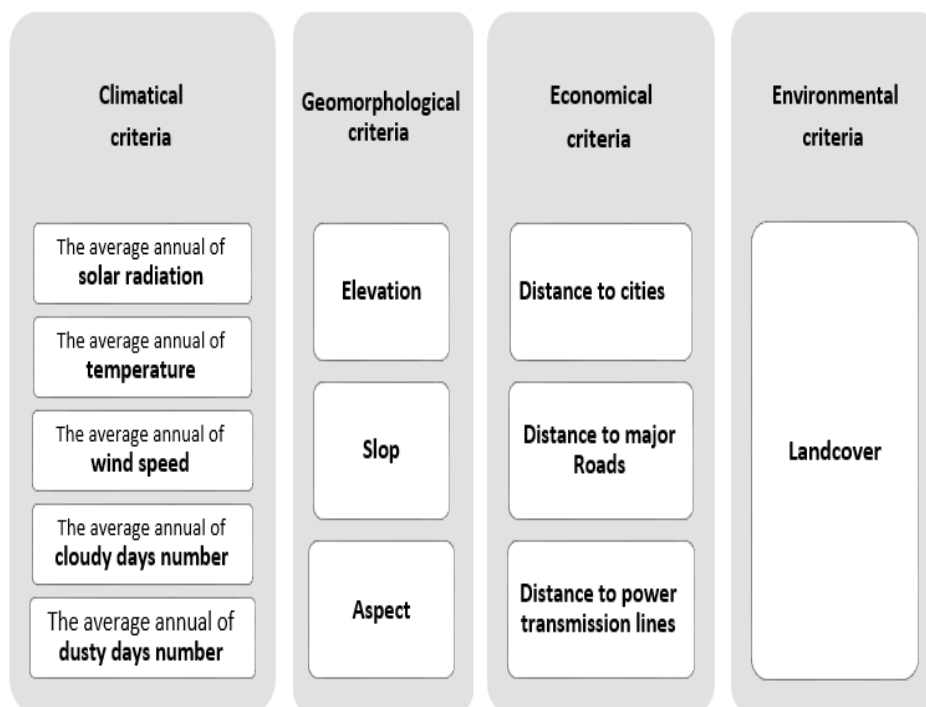 Climatical
criteria
The average annual of
solar radiation
The average annual of
temperature
The average annual of
wind speed
The average annual of
cloudy days number
The average annual of
dusty days number
Geomorphological
criteria
Elevation
Slop
Aspect
Economical
criteria
Distance to cities
Distance to major
Roads
Distance to power
transmission lines
Environmental
criteria
Landcover